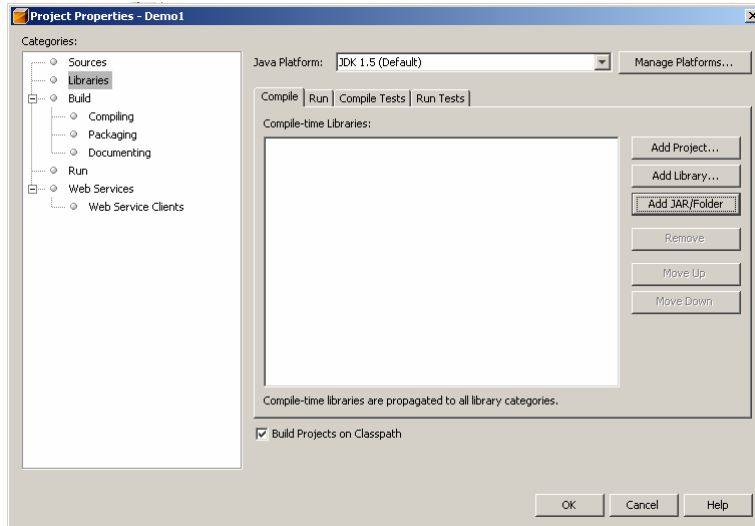 Project Properties - Demo1
Categories:
Sources
Libraries
Build
Compiling
Packaging
Documenting
Run
Web Services
Web Service Clients
Java Platform: JDK 1.5 (Default) Manage Platforms...
Compile Run Compile Tests Run Tests
Compile-time Libraries:
Add Project...
Add Library...
Add JAR/Folder
Remove
Move Up
Move Down
Compile-time libraries are propagated to all library categories.
Build Projects on Classpath
OK Cancel Help